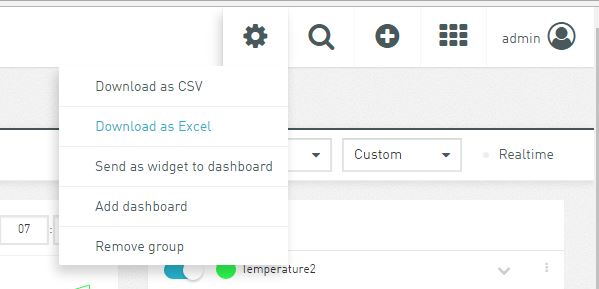 admin
Download as CSV
Download as Excel
Send as widget to dashboard
Add dashboard
Remove group
Custom
Realtime
07 :
Temperature2